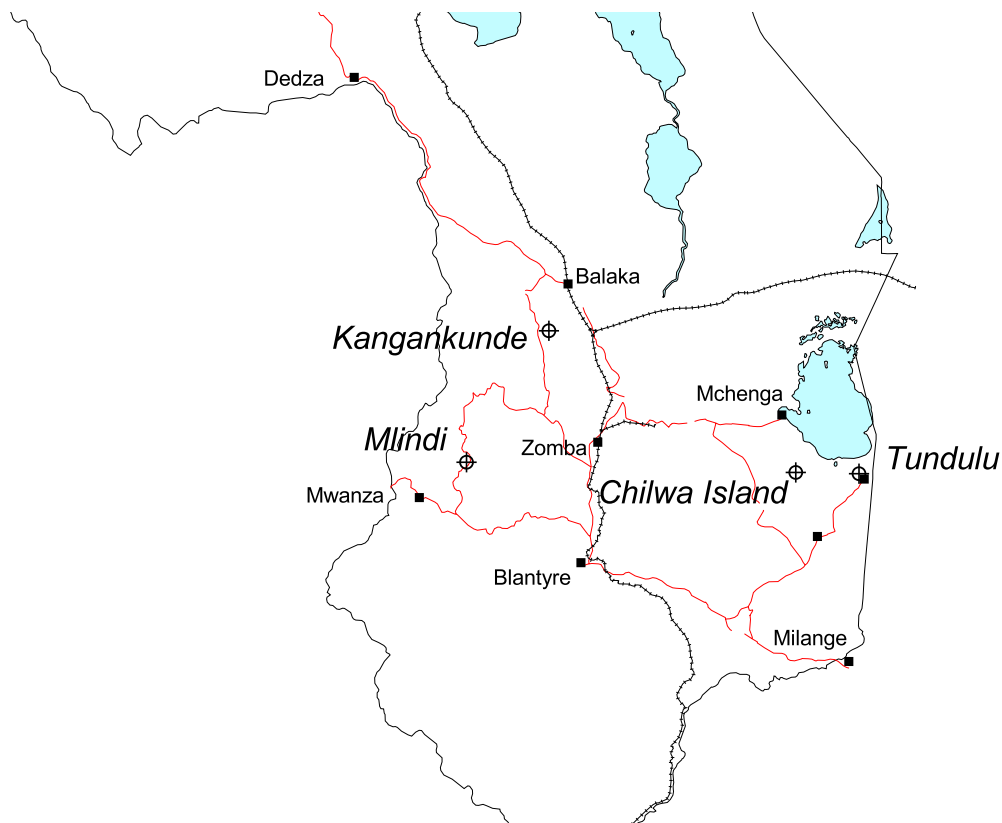 Dedza
Balaka
Kangankunde
Mchenga
Mlindi
Zomba
Tundulu
Mwanza
Chilwa Island
Blantyre
Milange